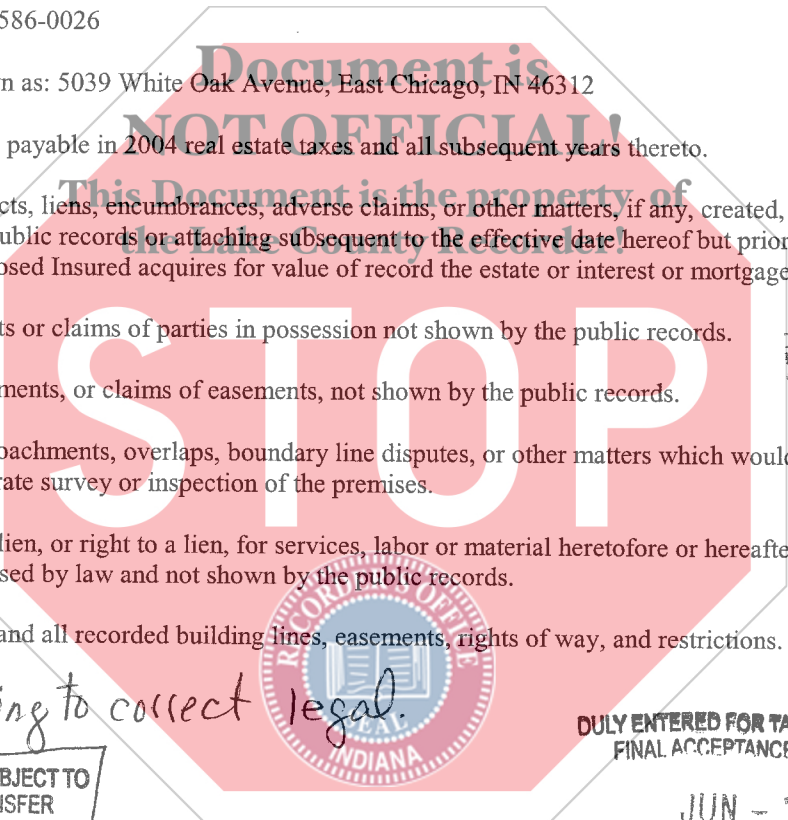 586-0026
Document is
n as: 5039 White Oak Avenue, East Chicago, IN 46312
NOT OFFICIAL!
payable in 2004 real estate taxes and all subsequent years thereto.
This Document is the property of
cts, liens, encumbrances, adverse claims, or other matters, if any, created,
ublic records or attaching subsequent to the effective date hereof but prior
the Lake County Recorder!
osed Insured acquires for value of record the estate or interest or mortgage
ts or claims of parties in possession not shown by the public records.
STOP
ments, or claims of easements, not shown by the public records.
oachments, overlaps, boundary line disputes, or other matters which would
rate survey or inspection of the premises.
lien, or right to a lien, for services, labor or material heretofore or hereafte
sed by law and not shown by the public records.
and all recorded building lines, easements, rights of way, and restrictions.
RECORDER'S OFFICE
SEAL
INDIANA
ing to correct legal.
DULY ENTERED FOR TA
FINAL ACCEPTANCE
BJECT TO
NSFER
JUN -